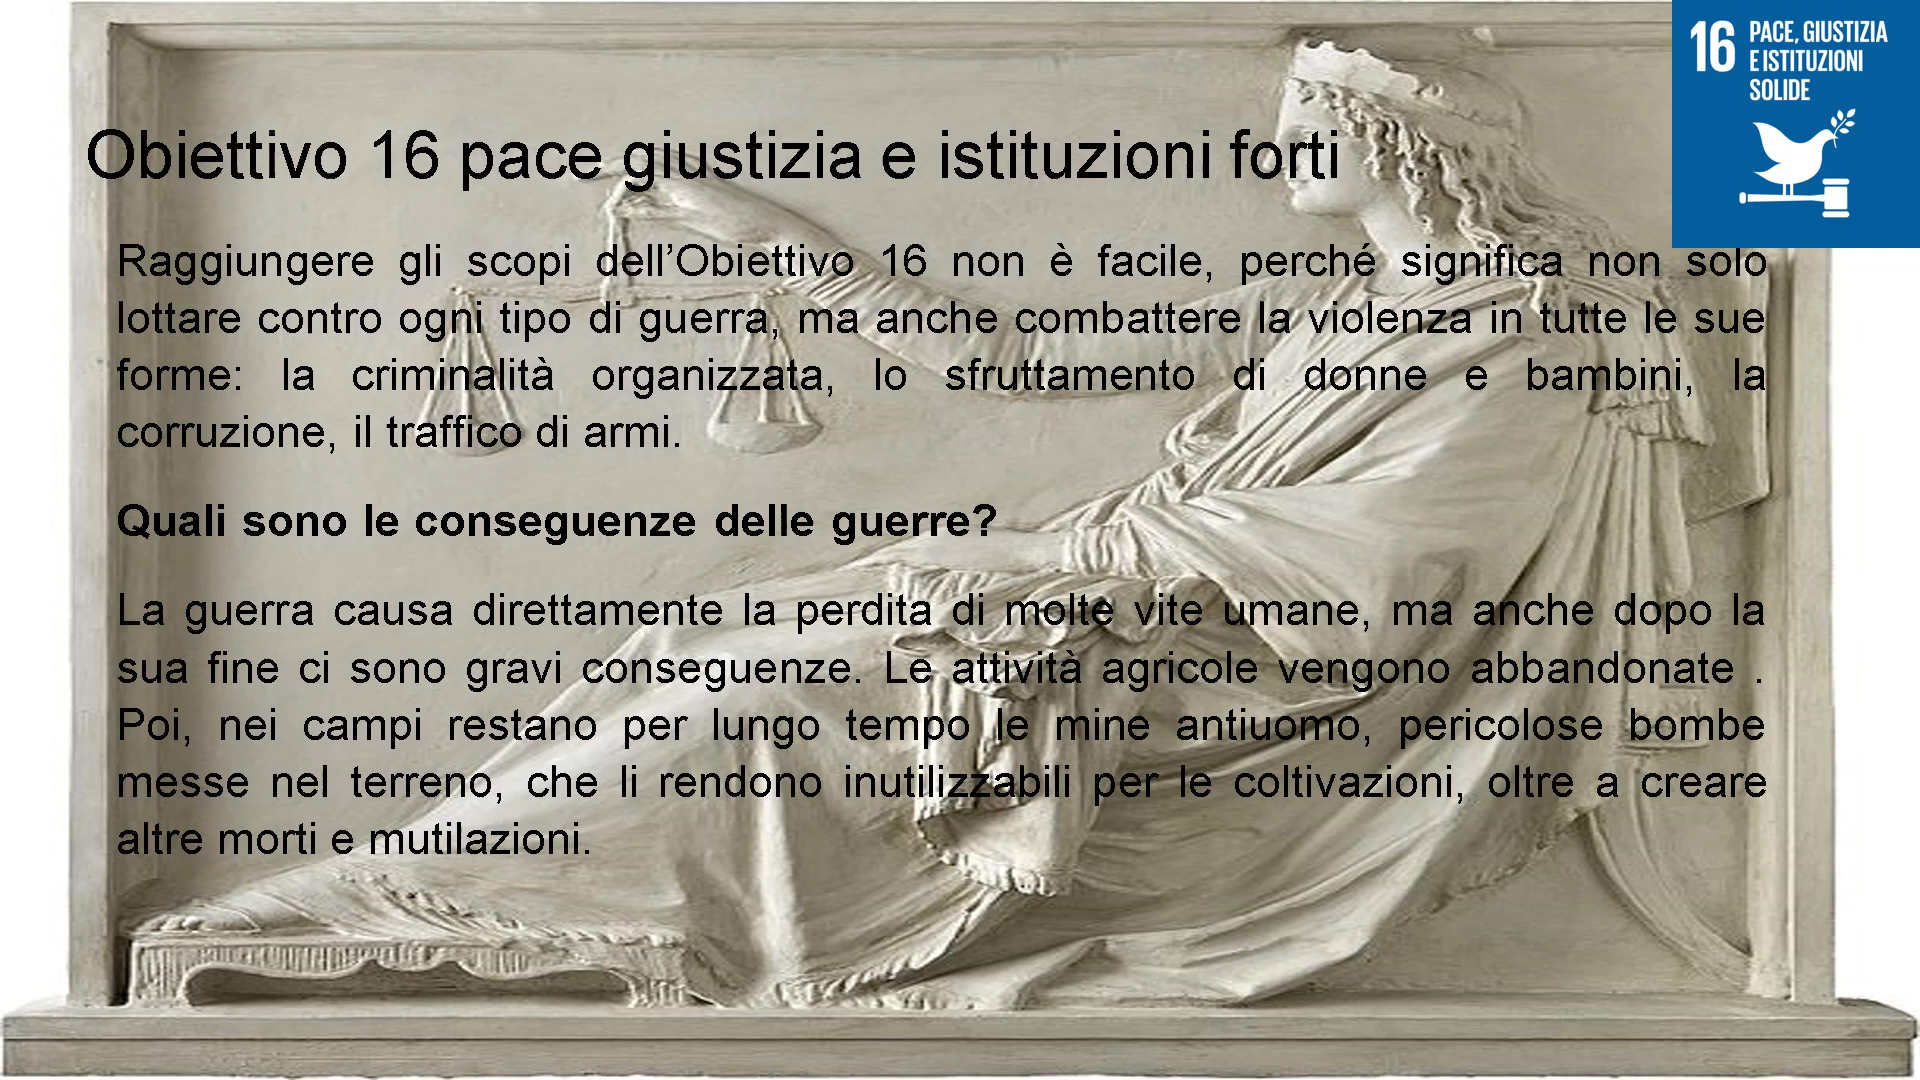 16 PACE, GIUSTIZIA
E ISTITUZIONI
SOLIDE
Obiettivo 16 pace giustizia e istituzioni forti
Raggiungere gli scopi dell’Obiettivo 16 non è facile, perché significa non solo
lottare contro ogni tipo di guerra, ma anche combattere la violenza in tutte le sue
forme: la criminalità organizzata, lo sfruttamento di donne e bambini, la
corruzione, il traffico di armi.
Quali sono le conseguenze delle guerre?
La guerra causa direttamente la perdita di molte vite umane, ma anche dopo la
sua fine ci sono gravi conseguenze. Le attività agricole vengono abbandonate .
Poi, nei campi restano per lungo tempo le mine antiuomo, pericolose bombe
messe nel terreno, che li rendono inutilizzabili per le coltivazioni, oltre a creare
altre morti e mutilazioni.